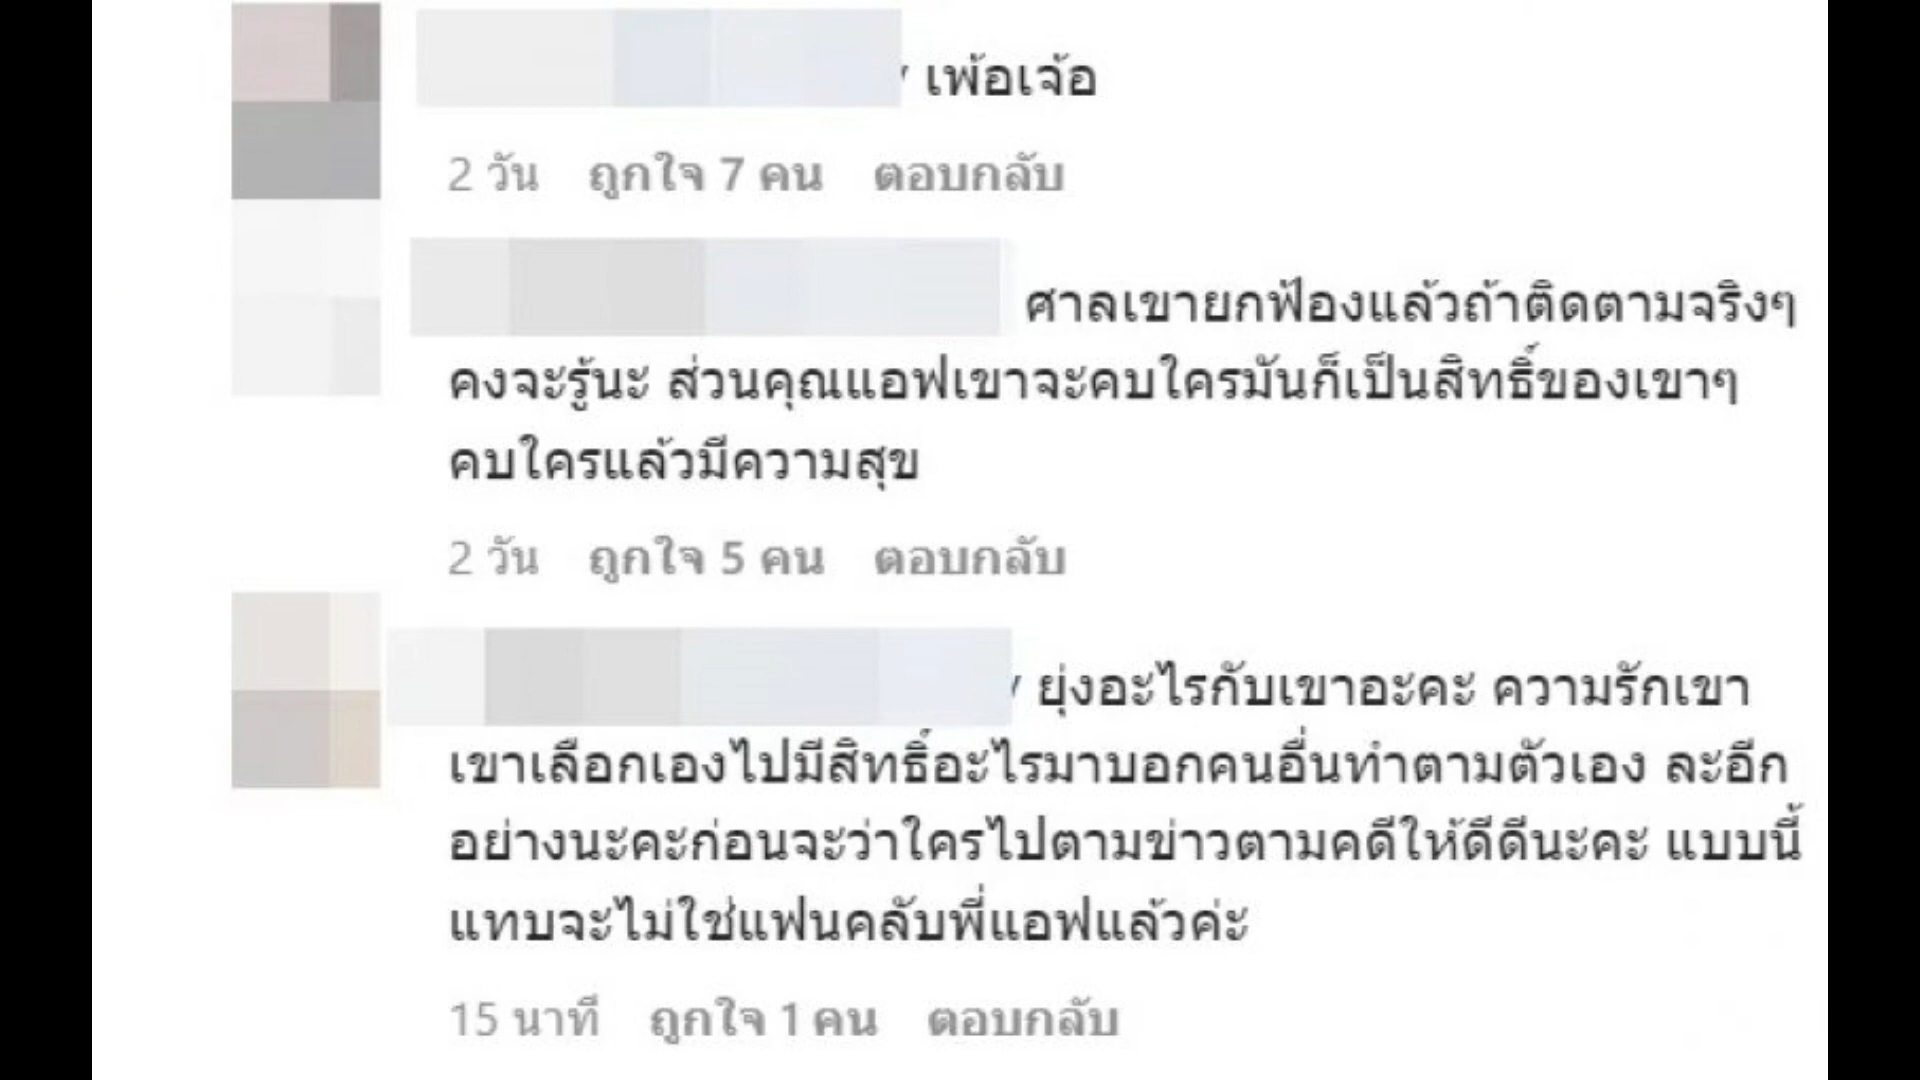 เพ้อเจ้อ
2 วัน ถูกใจ 7 คน ตอบกลับ
ศาลเขายกฟ้องแล้วถ้าติดตามจริงๆ
คงจะรู้นะ ส่วนคุณแอฟเขาจะคบใครมันก็เป็นสิทธิ์ของเขาๆ
คบใครแล้วมีความสุข
2 วัน ถูกใจ 5 คน ตอบกลับ
ยุ่งอะไรกับเขาอะคะ ความรักเขา
เขาเลือกเองไปมีสิทธิ์อะไรมาบอกคนอื่นทำตามตัวเอง ละอีก
อย่างนะคะก่อนจะว่าใครไปตามข่าวตามคดีให้ดีดีนะคะ แบบนี้
แทบจะไม่ใช่แฟนคลับพี่แอฟแล้วค่ะ
15 นาที ถูกใจ 1 คน ตอบกลับ